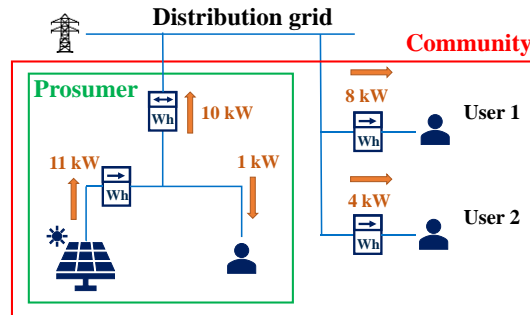 Distribution grid
Community
Prosumer
8 kW
User 1
Wh
10 kW
Wh
11 kW
1 kW
Wh
4 kW
User 2
Wh